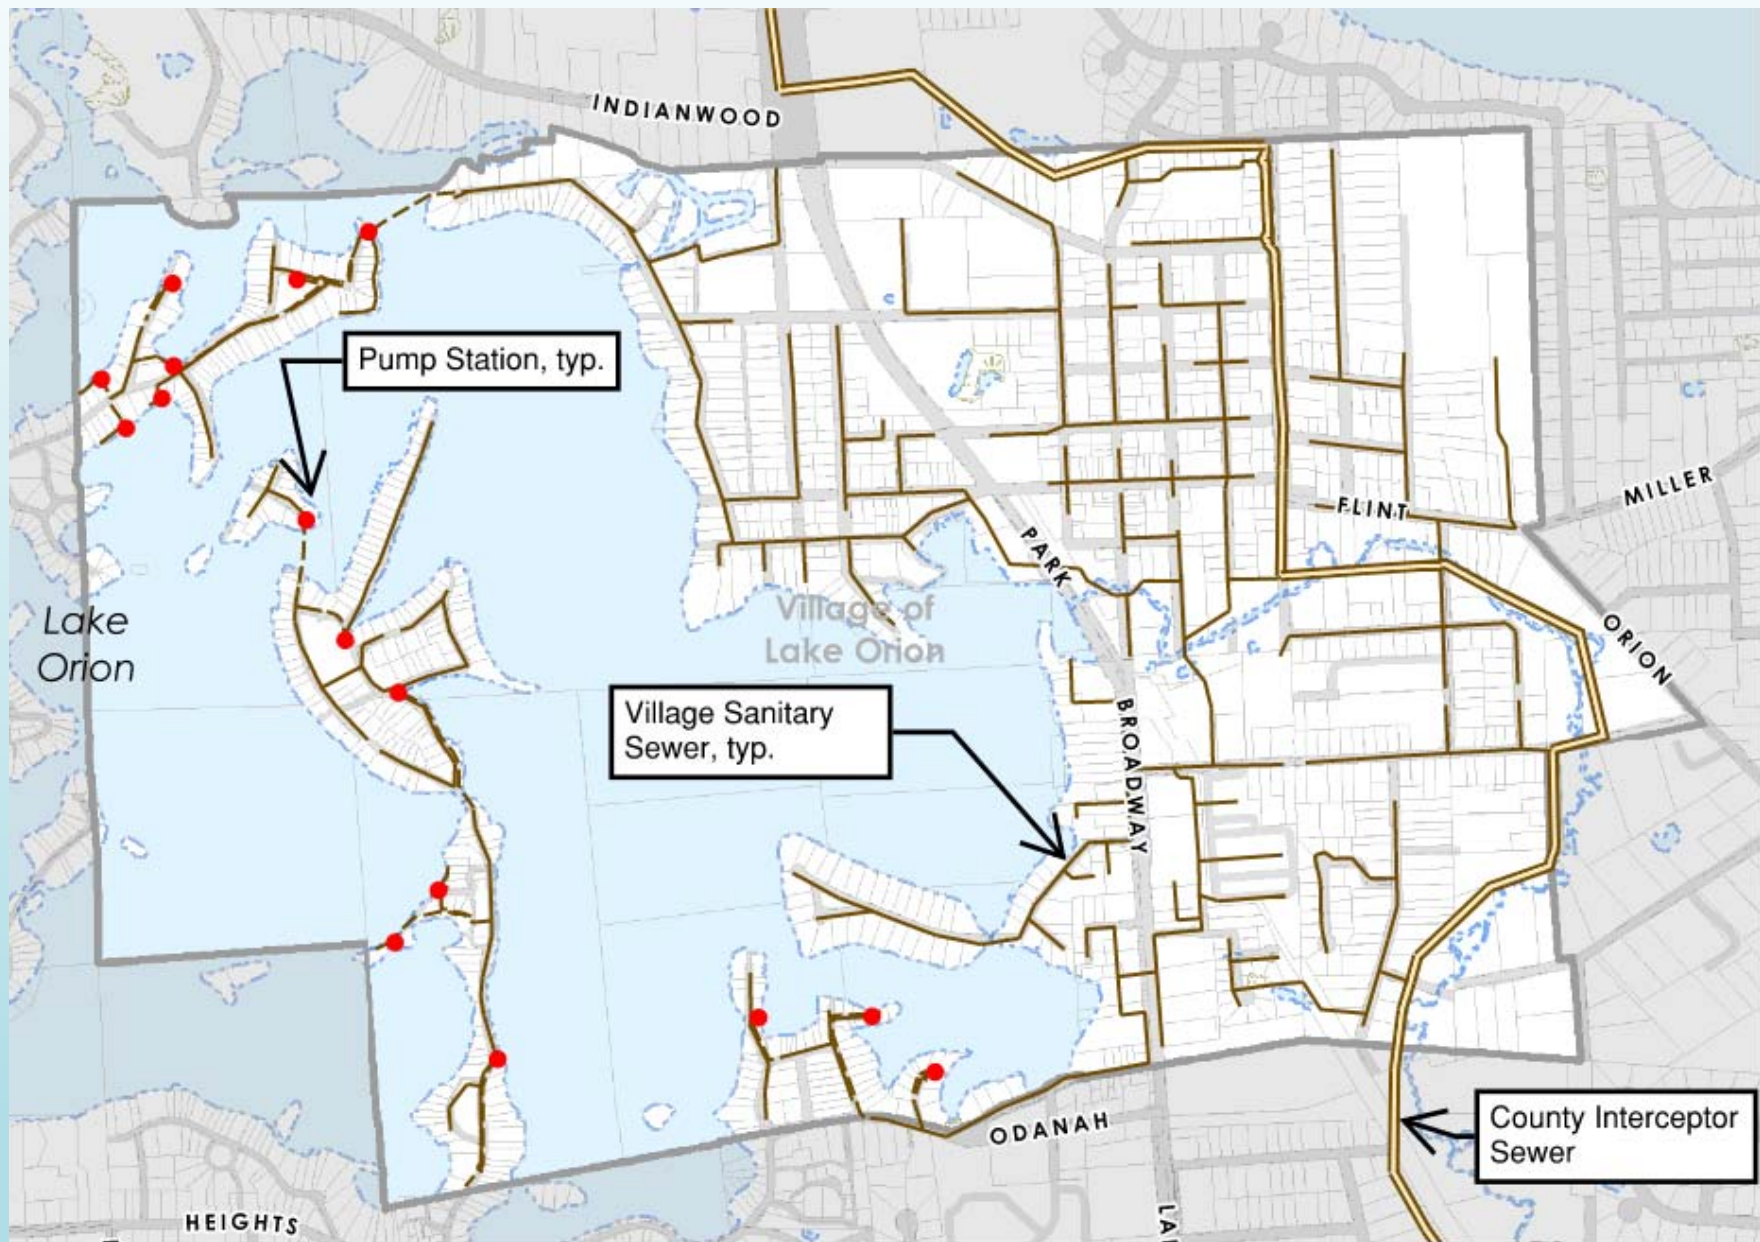 INDIANWOOD
Pump Station, typ.
MILLER
FLINT
PARK
Lake
Orion
Village of
Lake Orion
ORION
Village Sanitary
Sewer, typ.
BROADWAY
County Interceptor
Sewer
ODANAH
HEIGHTS